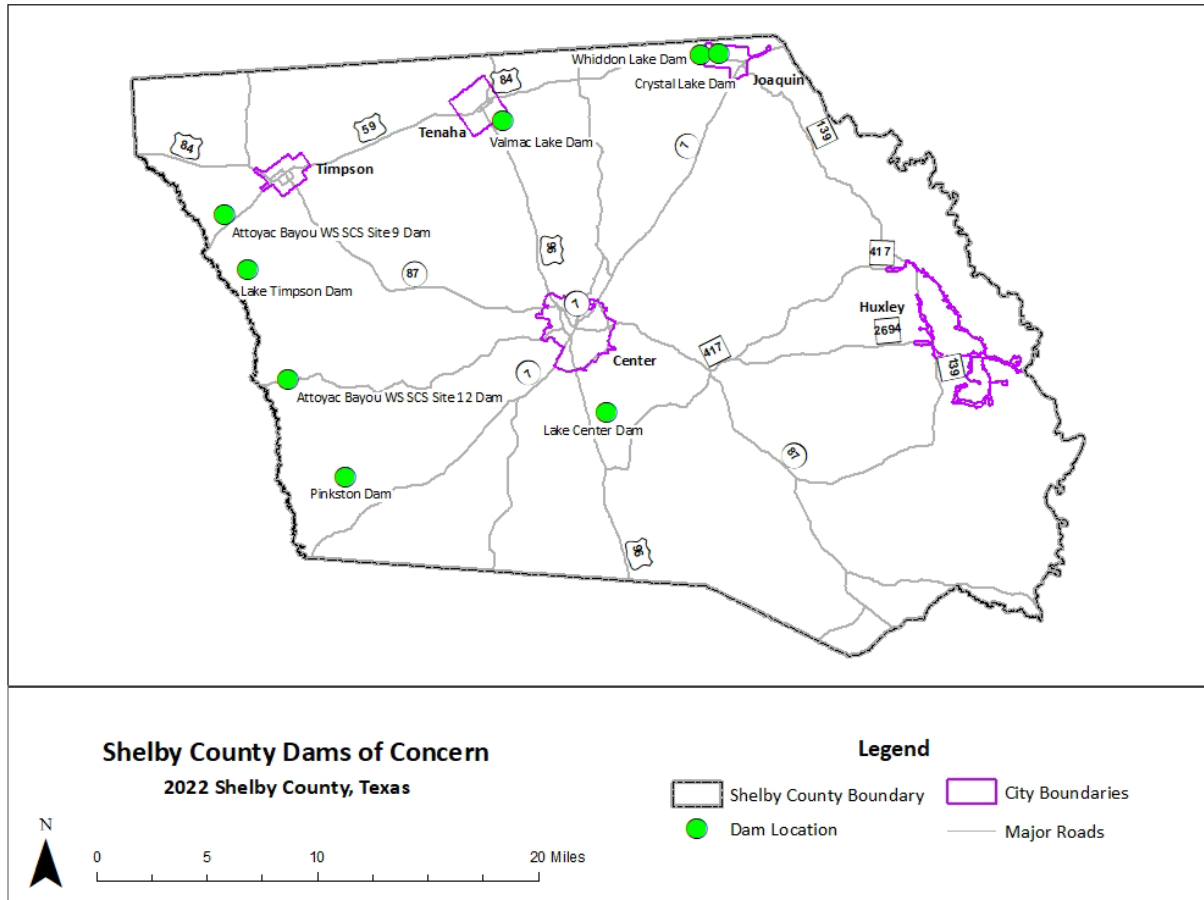 Whiddon Lake Dam
Crystal Lake Dam
Joaquin
84
Tenaha
Valmac Lake Dam
59
84
Timpson
7
139
Attoyac Bayou WS SCS Site 9 Dam
Lake Timpson Dam
87
96
417
7
Huxley
2694
Center
417
139
7
Attoyac Bayou WS SCS Site 12 Dam
Lake Center Dam
87
Pinkston Dam
96
Shelby County Dams of Concern
2022 Shelby County, Texas
N
0 5 10 20 Miles
Legend
Shelby County Boundary
City Boundaries
Dam Location
Major Roads